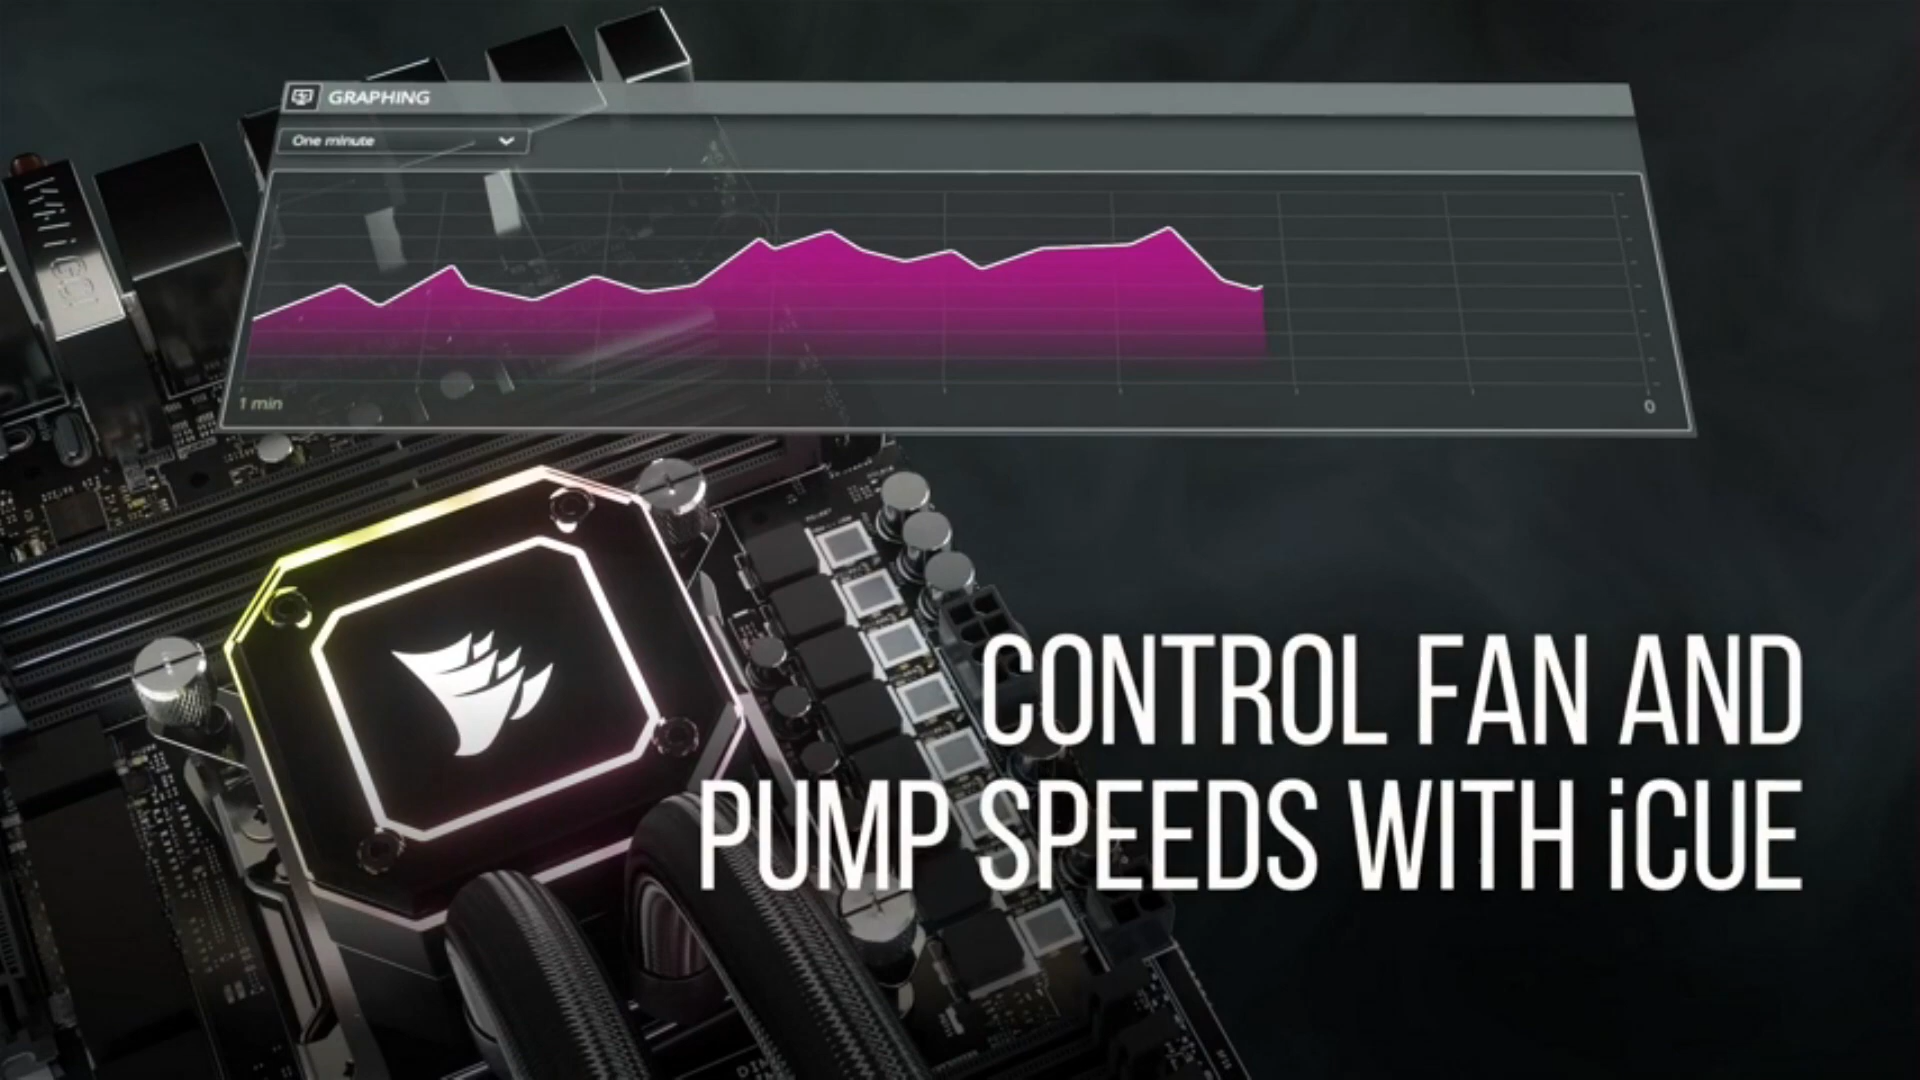 GRAPHING
One minute
1 min
0
CONTROL FAN AND
PUMP SPEEDS WITH iCUE